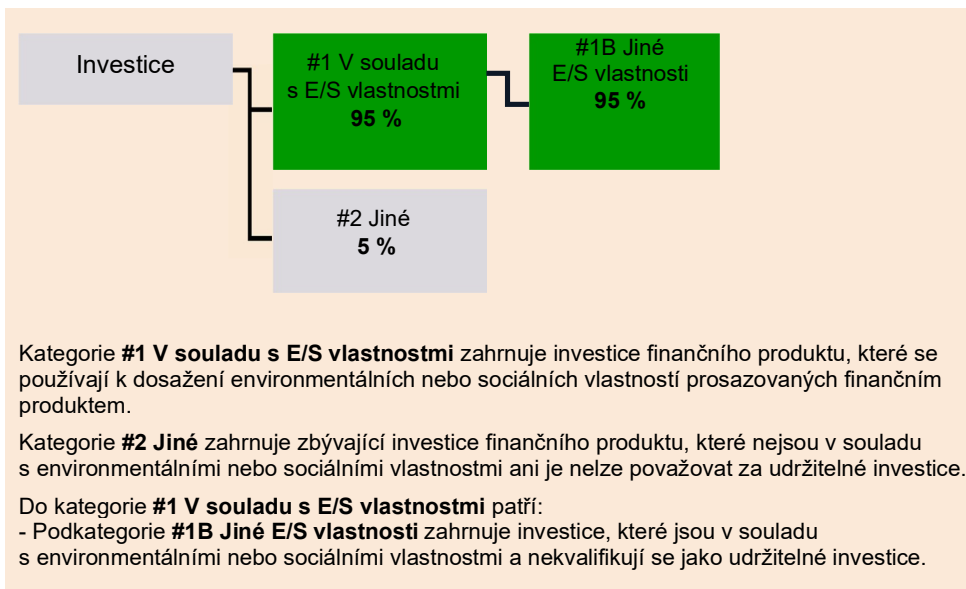 Investice
#1 V souladu
s E/S vlastnostmi
95 %
#1B Jiné
E/S vlastnosti
95 %
#2 Jiné
5 %
Kategorie #1 V souladu s E/S vlastnostmi zahrnuje investice finančního produktu, které se
používají k dosažení environmentálních nebo sociálních vlastností prosazovaných finančním
produktem.
Kategorie #2 Jiné zahrnuje zbývající investice finančního produktu, které nejsou v souladu
s environmentálními nebo sociálními vlastnostmi ani je nelze považovat za udržitelné investice.
Do kategorie #1 V souladu s E/S vlastnostmi patří:
- Podkategorie #1B Jiné E/S vlastnosti zahrnuje investice, které jsou v souladu
s environmentálními nebo sociálními vlastnostmi a nekvalifikují se jako udržitelné investice.